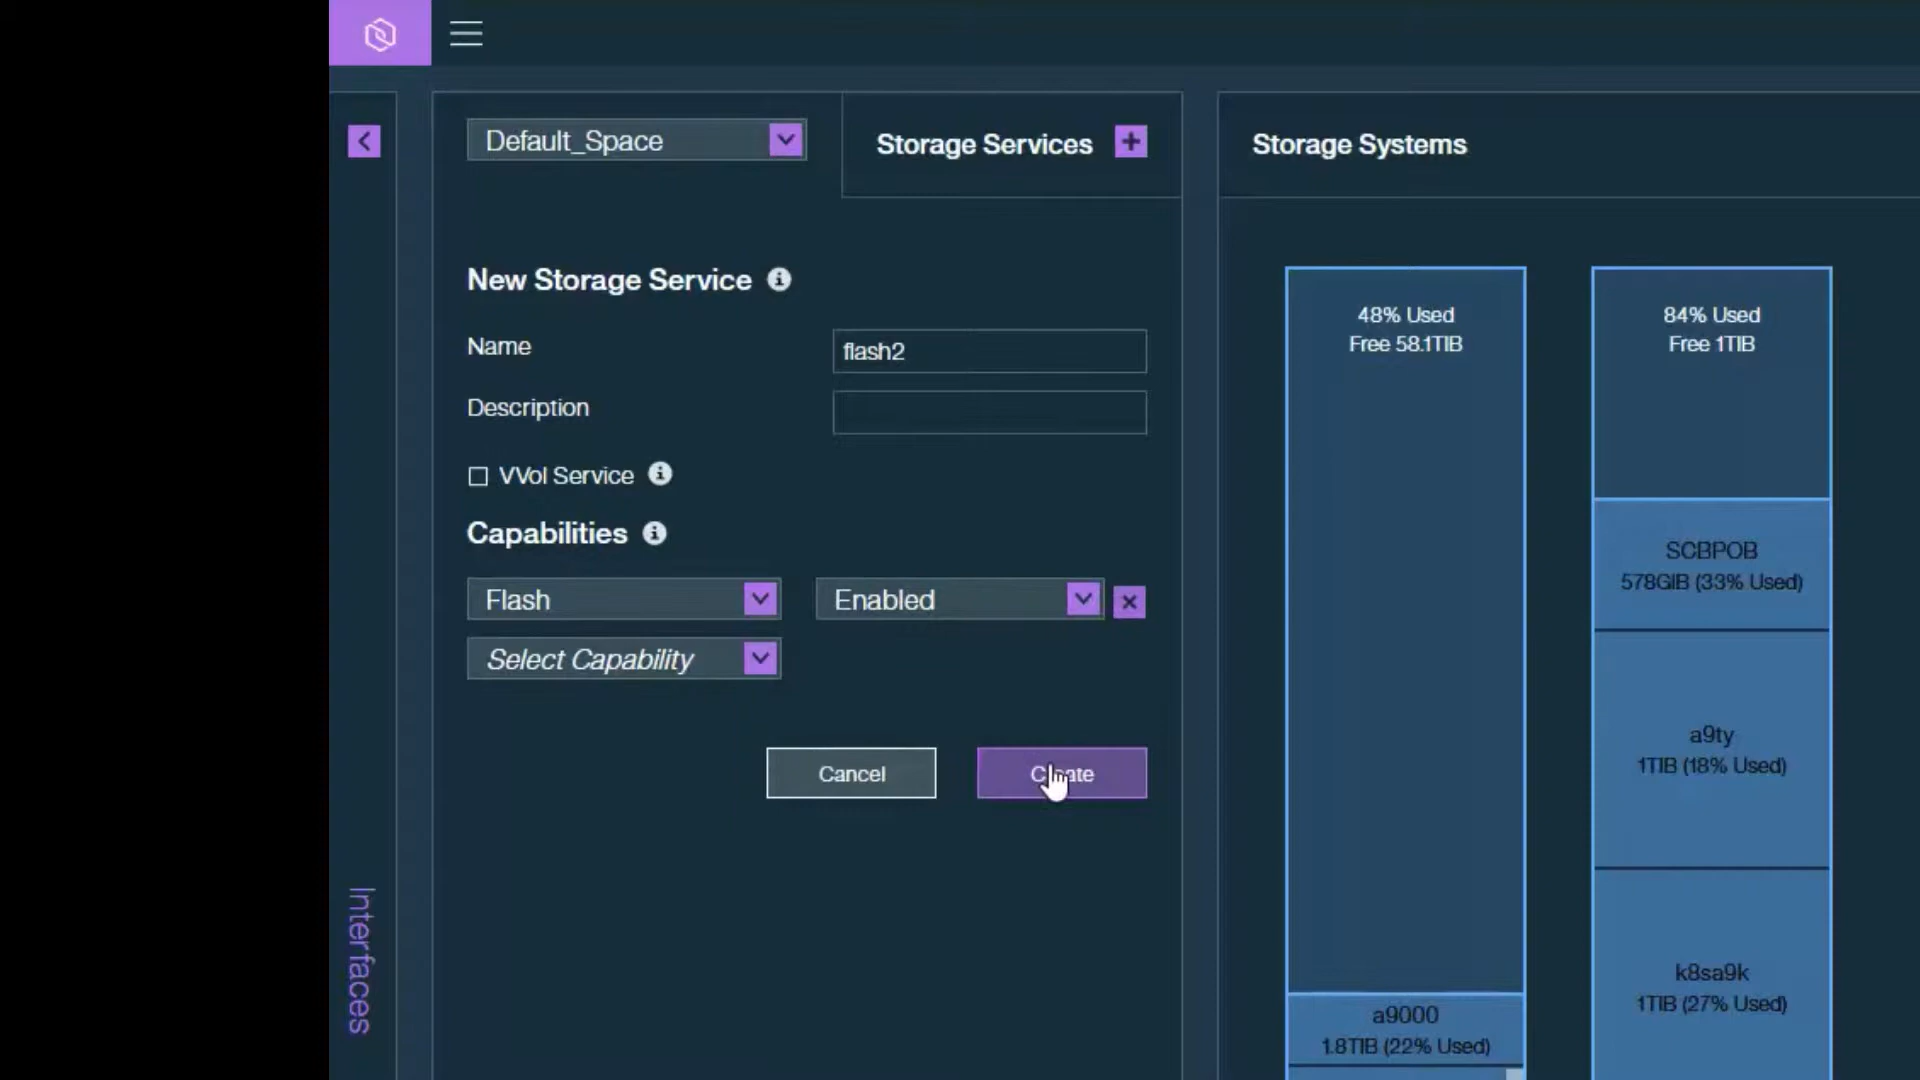 Default_Space
Storage Services
Storage Systems
New Storage Service
Name
flash2
Description
VVol Service
Capabilities
Flash
Enabled
Select Capability
Cancel
Create
Interfaces
48% Used
Free 58.1TIB
a9000
1.8TIB (22% Used)
84% Used
Free 1TIB
SCBPOB
578GIB (33% Used)
a9ty
1TIB (18% Used)
k8sa9k
1TIB (27% Used)